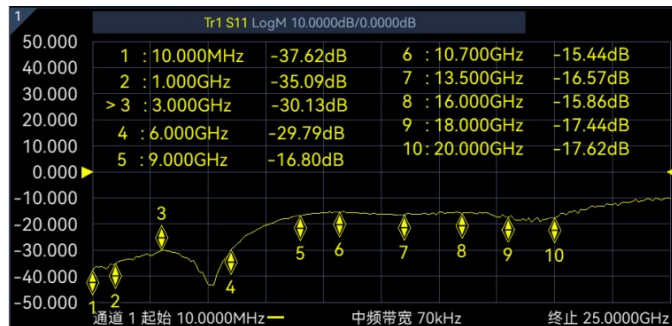 1
Tr1 S11 LogM 10.0000dB/0.0000dB
50.000
40.000
30.000
20.000
10.000
0.000
-10.000
-20.000
-30.000
-40.000
-50.000
1 :10.000MHz -37.62dB
2 :1.000GHz -35.09dB
>3 :3.000GHz -30.13dB
4 :6.000GHz -29.79dB
5 :9.000GHz -16.80dB
6 :10.700GHz -15.44dB
7 :13.500GHz -16.57dB
8 :16.000GHz -15.86dB
9 :18.000GHz -17.44dB
10:20.000GHz -17.62dB
1
2
3
4
5
6
7
8
9
10
通道 1 起始 10.0000MHz
中频带宽 70kHz
终止 25.0000GHz